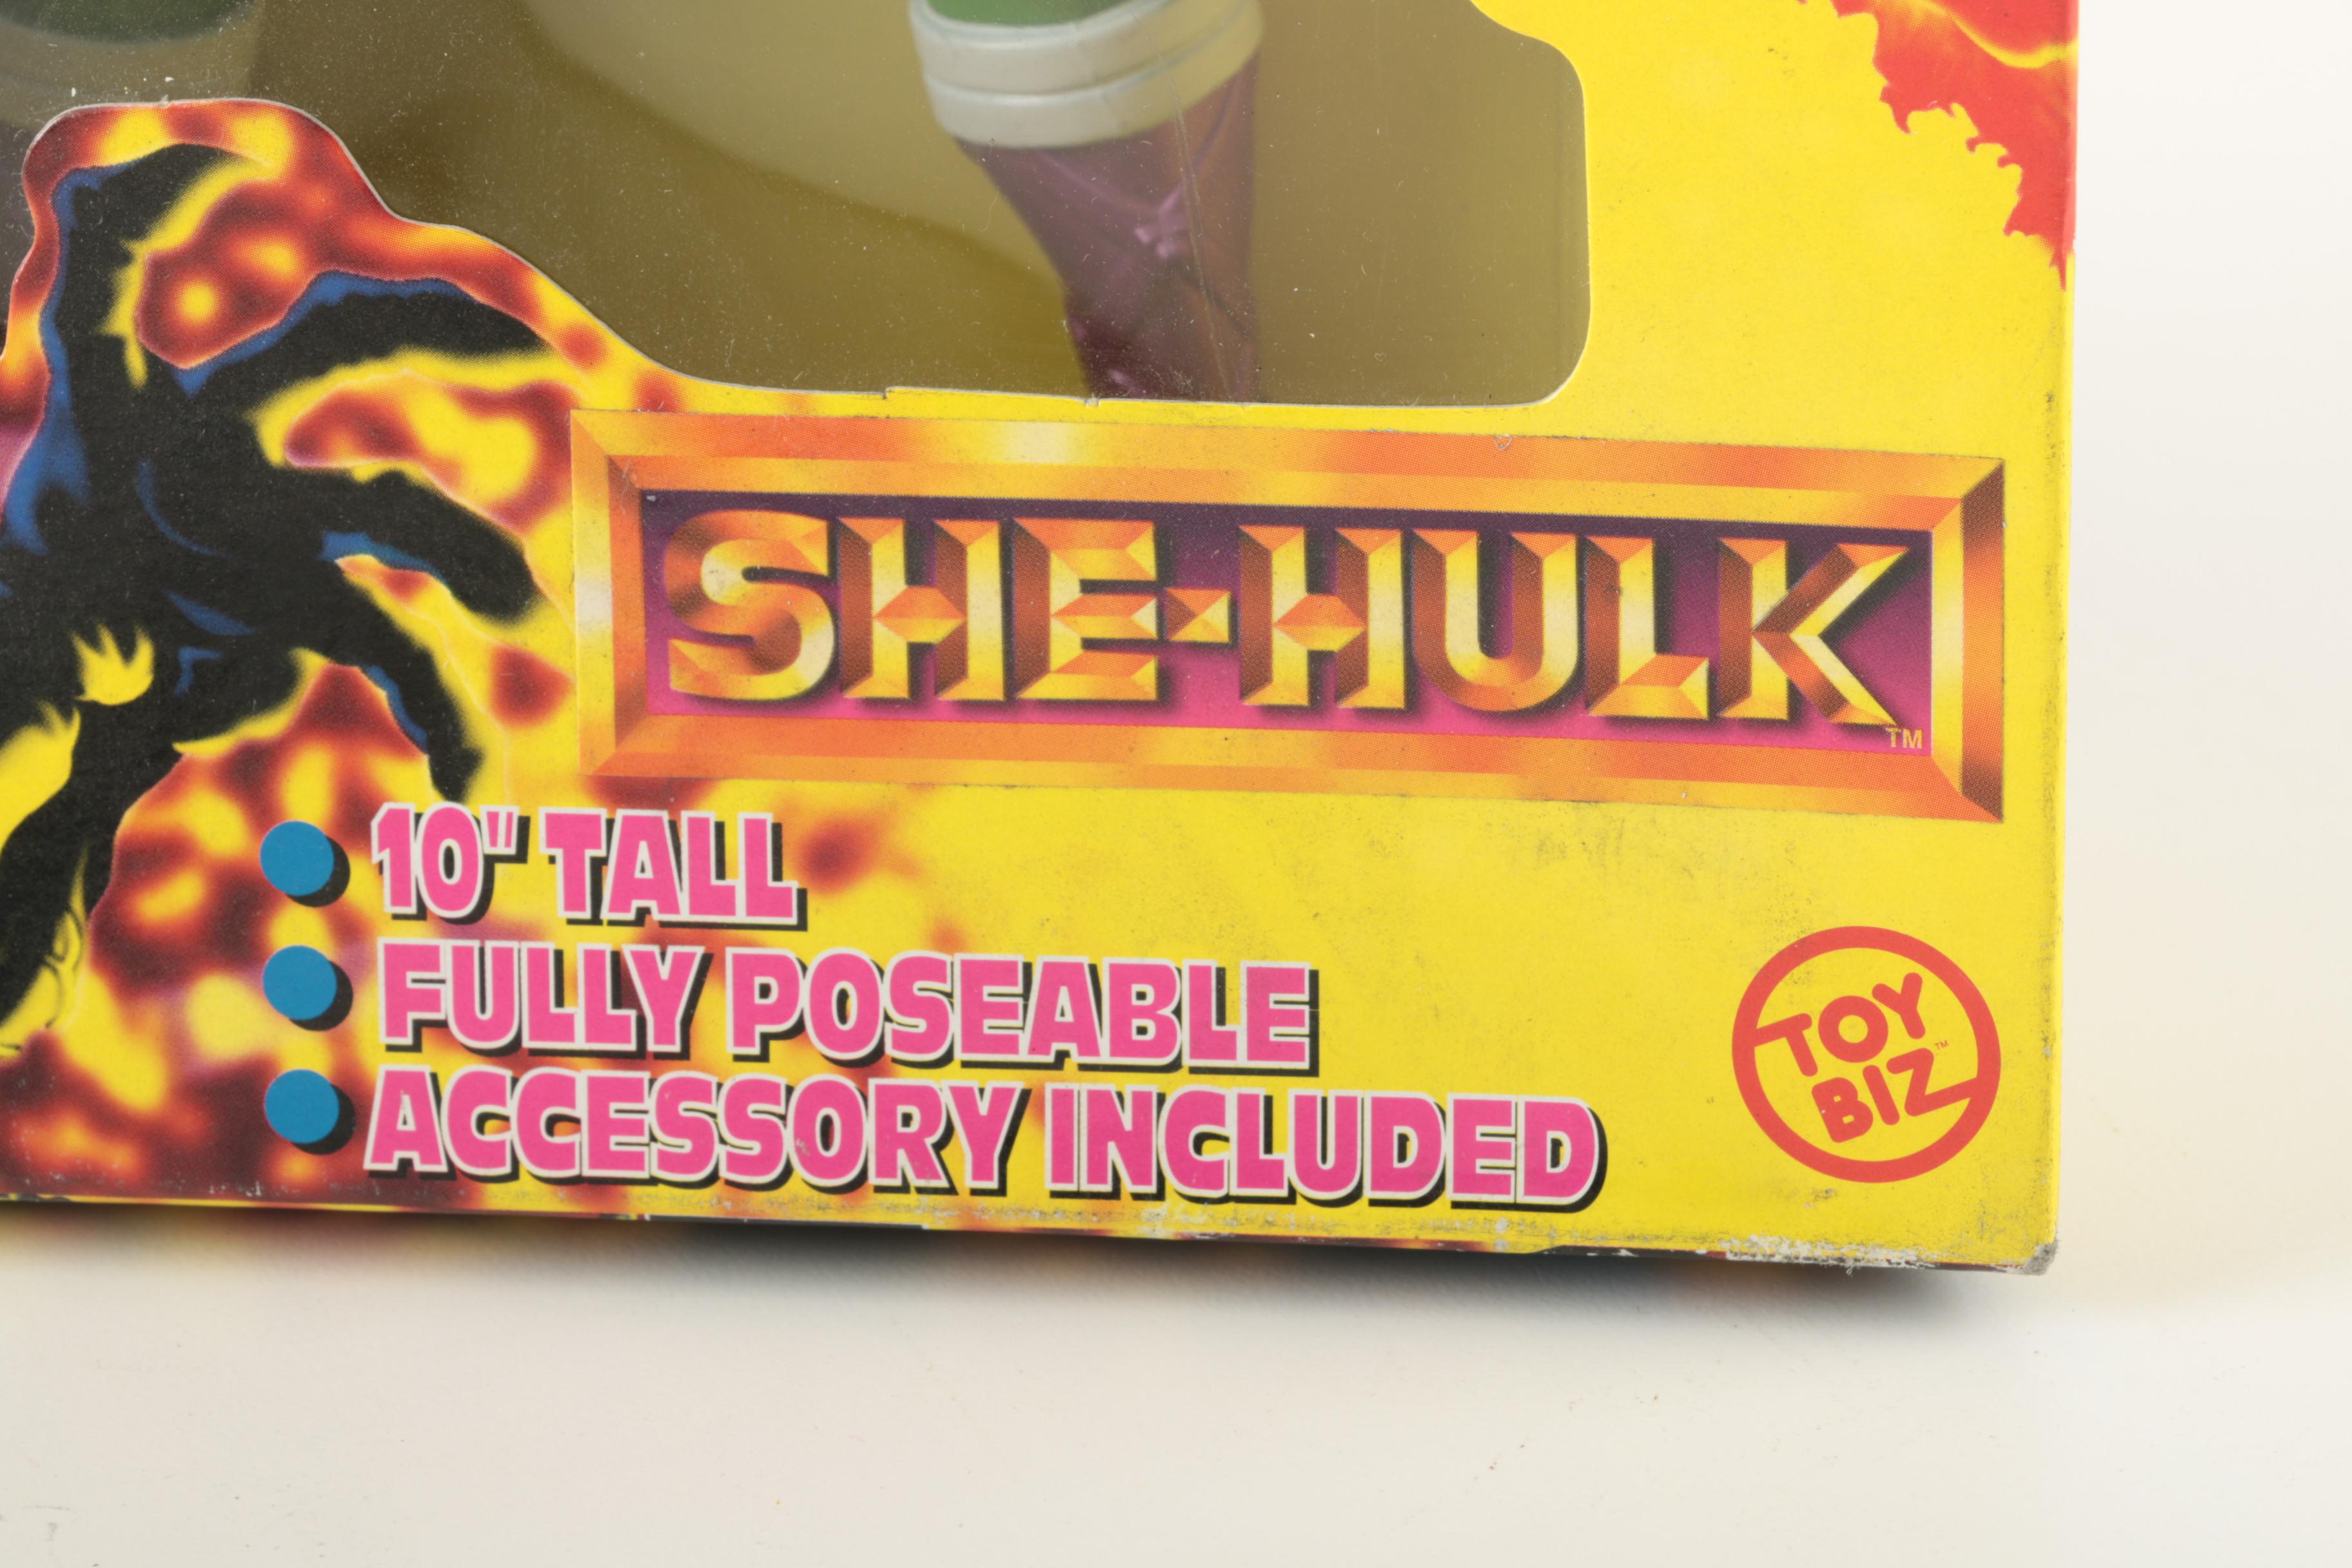 SHE-HULK™
10" TALL
FULLY POSEABLE
ACCESSORY INCLUDED
TOY
BIZ™